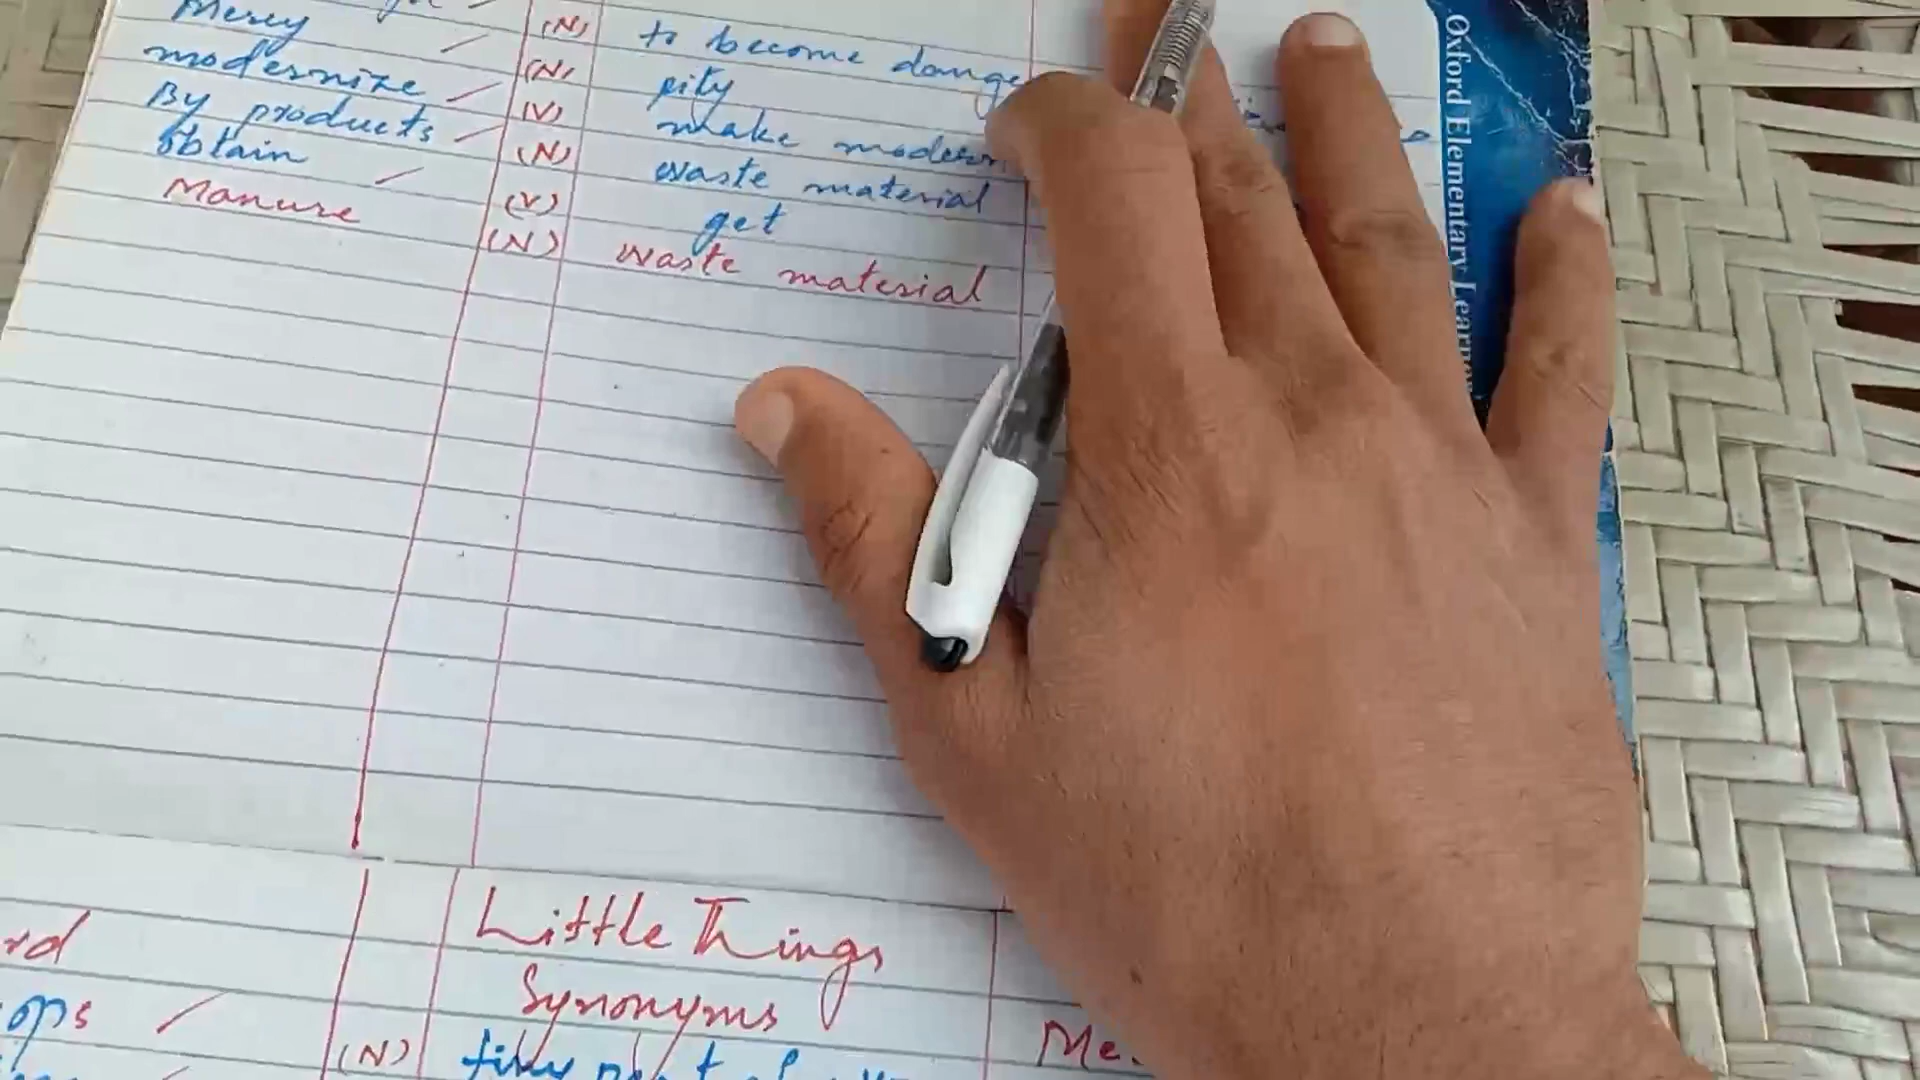 (N) to become dange
Mercy (N) pity
modernize (V) make modern
By products (N) waste material
obtain (V) get
Manure (N) waste material
Little Things
Synonyms
(N) tiny
Oxford Elementary Learn